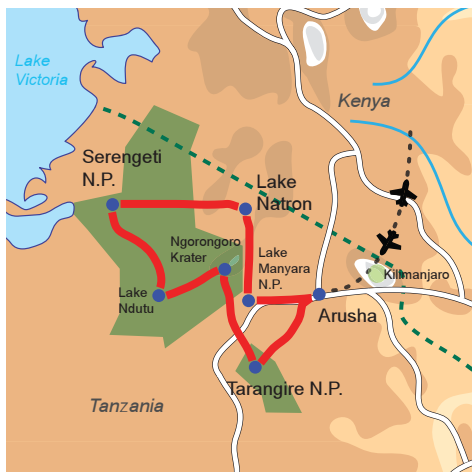 Lake
Victoria
Kenya
Serengeti
N.P.
Lake
Natron
Ngorongoro
Krater
Lake
Manyara
N.P.
Kilimanjaro
Lake
Ndutu
Arusha
Tarangire N.P.
Tanzania